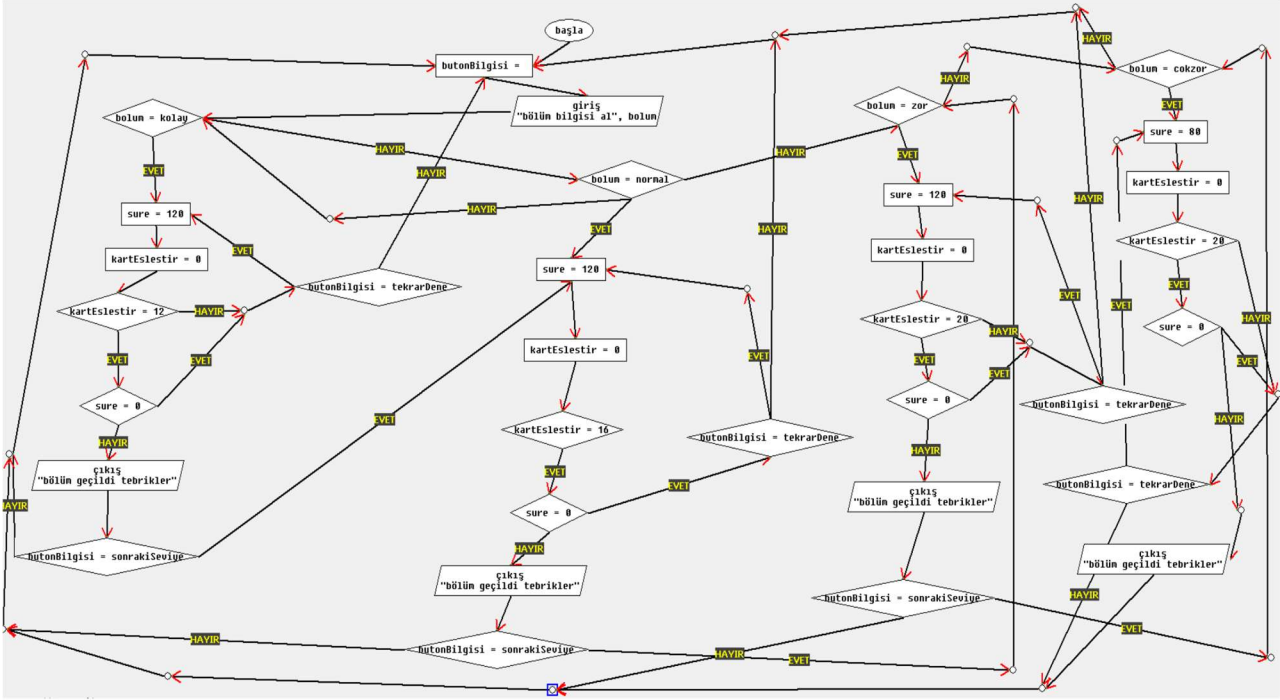 başla
butonBilgisi =
giriş
"bölüm bilgisi al", bolum
bolum = kolay
HAYIR
EVET
HAYIR
bolum = normal
HAYIR
EVET
sure = 120
kartEslestir = 0
EVET
butonBilgisi = tekrarDene
kartEslestir = 12
HAYIR
EVET
EVET
sure = 0
HAYIR
çıkış
"bölüm geçildi tebrikler"
butonBilgisi = sonrakiSeviye
EVET
HAYIR
sure = 120
kartEslestir = 0
EVET
HAYIR
kartEslestir = 16
butonBilgisi = tekrarDene
EVET
EVET
sure = 0
HAYIR
çıkış
"bölüm geçildi tebrikler"
butonBilgisi = sonrakiSeviye
HAYIR
EVET
HAYIR
bolum = zor
HAYIR
EVET
sure = 120
kartEslestir = 0
EVET
HAYIR
kartEslestir = 20
HAYIR
EVET
EVET
sure = 0
butonBilgisi = tekrarDene
HAYIR
çıkış
"bölüm geçildi tebrikler"
butonBilgisi = sonrakiSeviye
HAYIR
EVET
HAYIR
bolum = cokzor
EVET
sure = 80
kartEslestir = 0
kartEslestir = 20
EVET
HAYIR
EVET
sure = 0
EVET
HAYIR
butonBilgisi = tekrarDene
çıkış
"bölüm geçildi tebrikler"
HAYIR